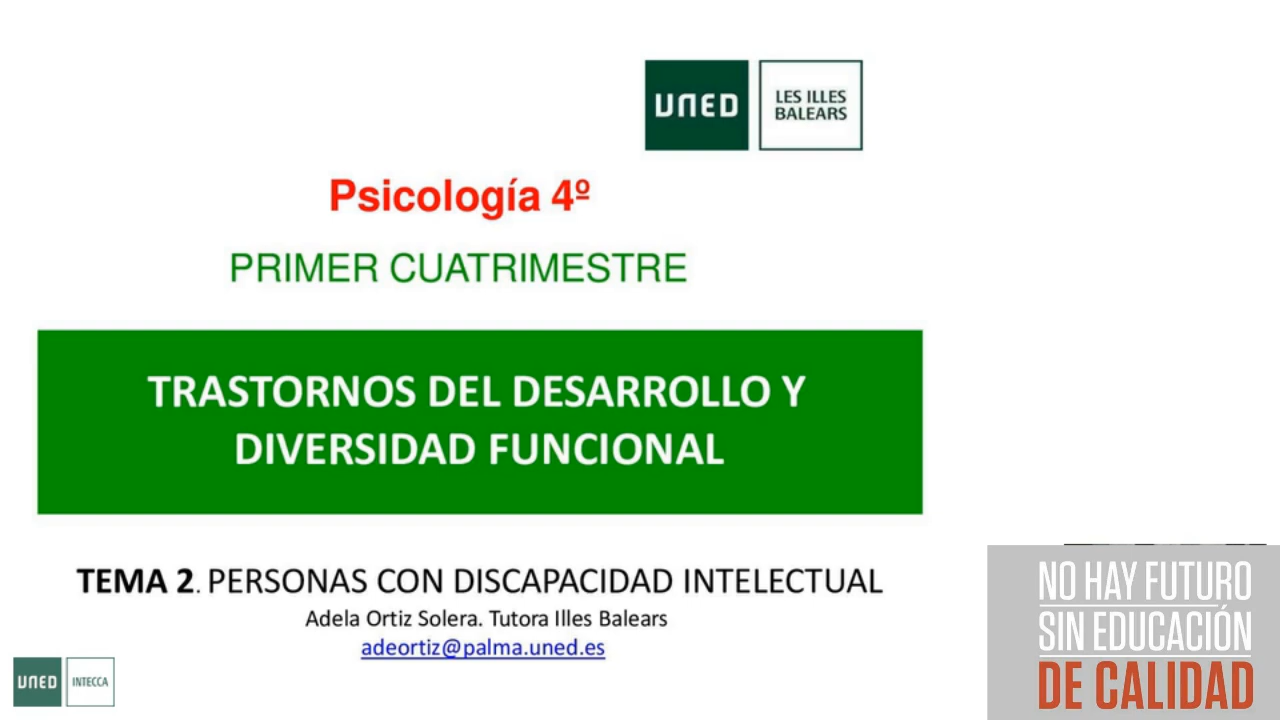 UNED
LES ILLES
BALEARS
Psicología 4º
PRIMER CUATRIMESTRE
TRASTORNOS DEL DESARROLLO Y
DIVERSIDAD FUNCIONAL
TEMA 2. PERSONAS CON DISCAPACIDAD INTELECTUAL
Adela Ortiz Solera. Tutora Illes Balears
adeortiz@palma.uned.es
UNED
INTECCA
NO HAY FUTURO
SIN EDUCACIÓN
DE CALIDAD